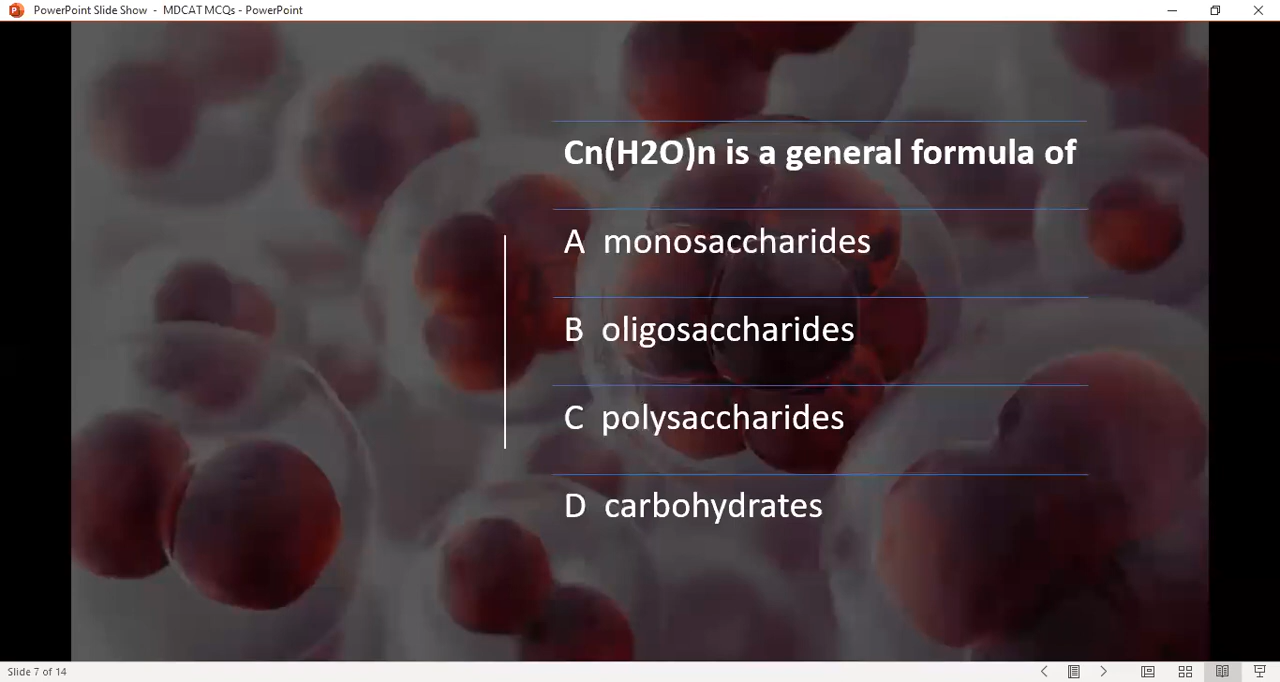 PowerPoint Slide Show - MDCAT MCQs - PowerPoint
Cn(H2O)n is a general formula of
A monosaccharides
B oligosaccharides
C polysaccharides
D carbohydrates
Slide 7 of 14